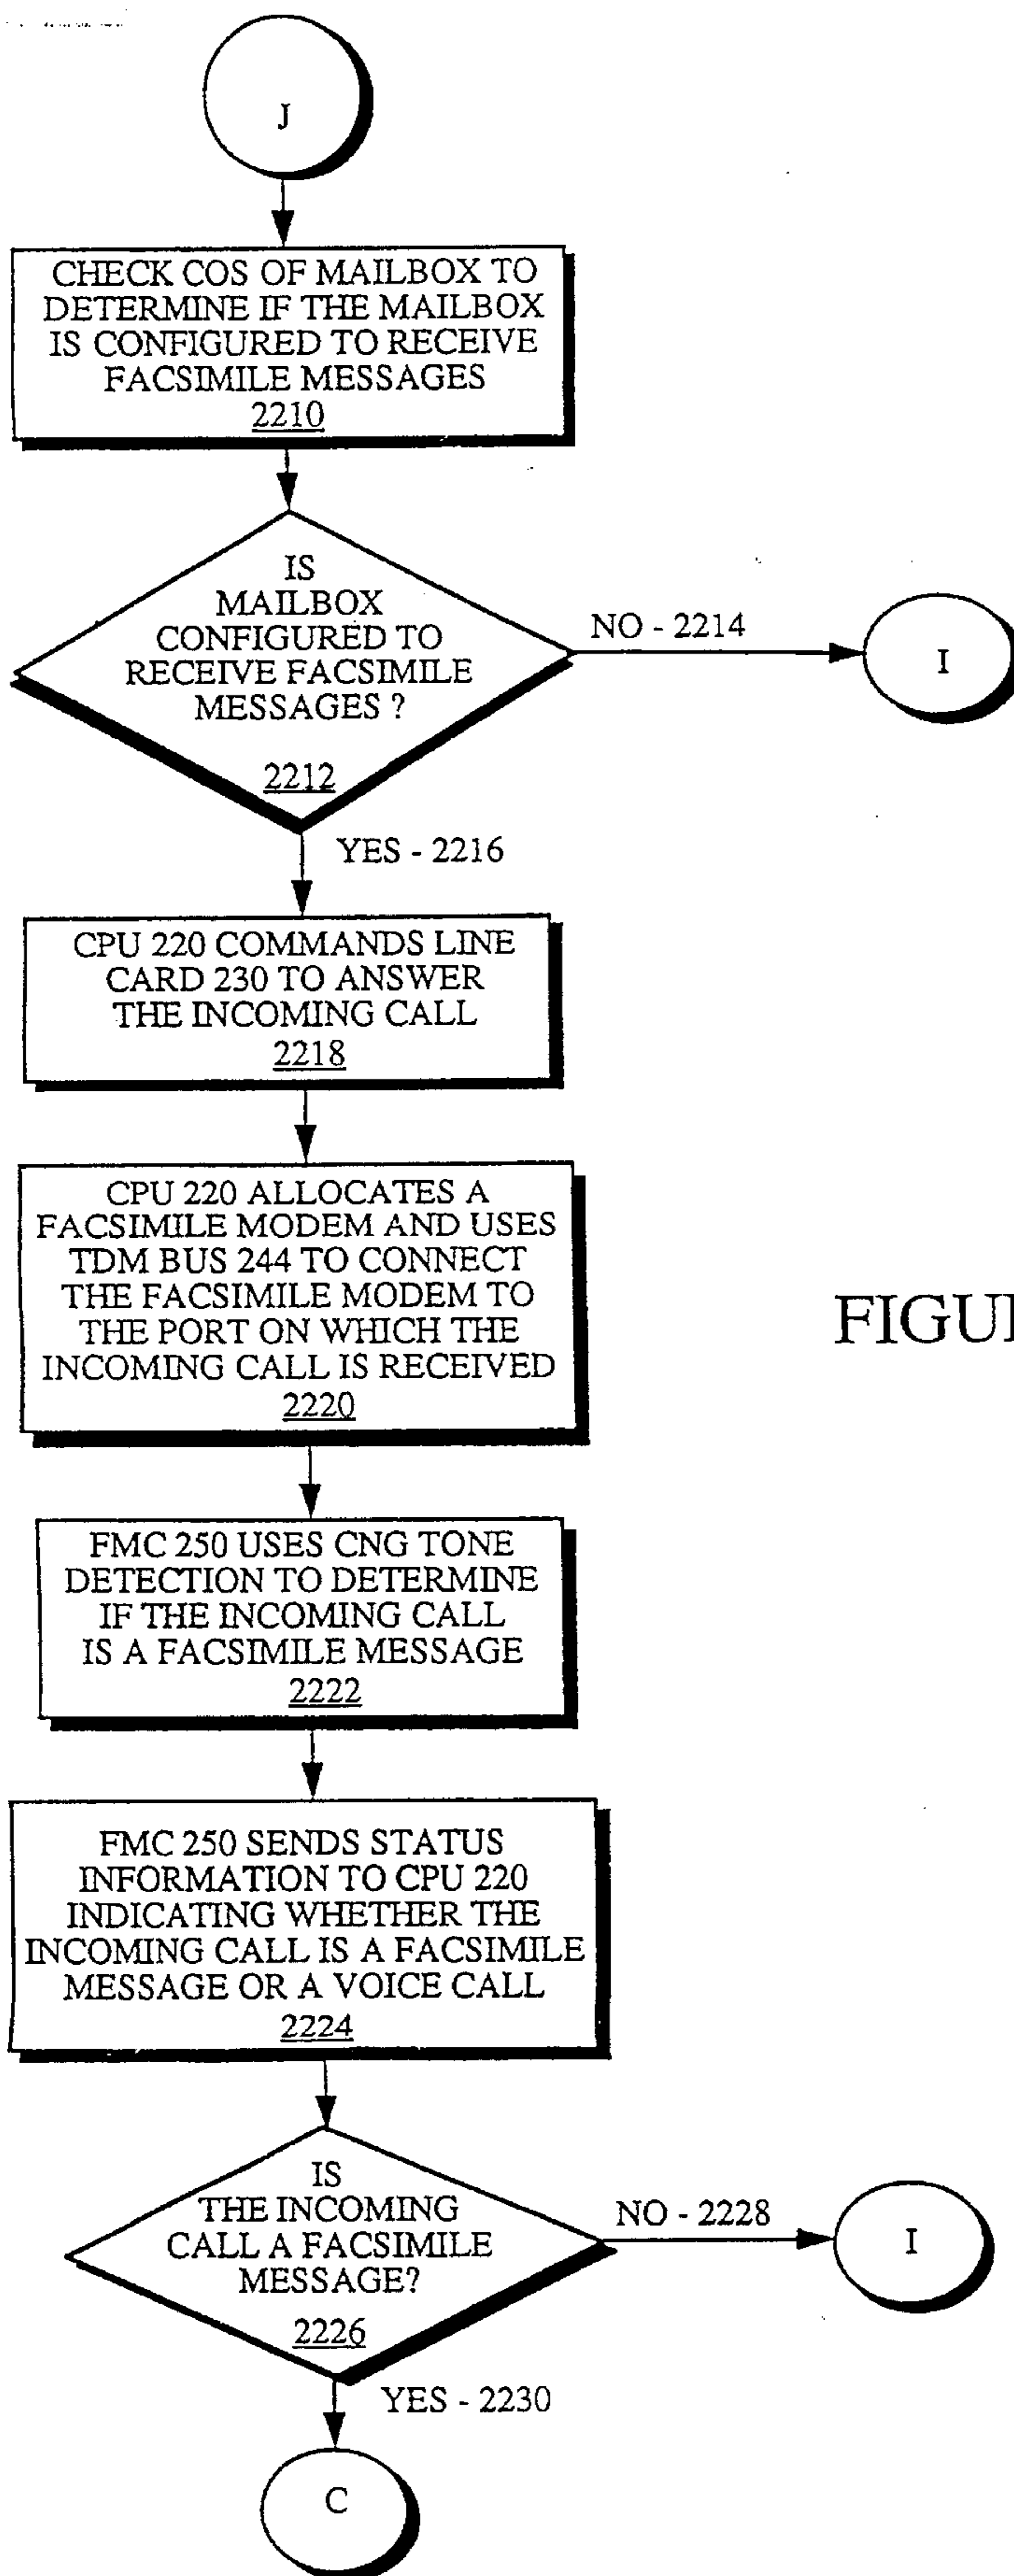 J
CHECK COS OF MAILBOX TO
DETERMINE IF THE MAILBOX
IS CONFIGURED TO RECEIVE
FACSIMILE MESSAGES
2210
IS
MAILBOX
CONFIGURED TO
RECEIVE FACSIMILE
MESSAGES ?
2212
NO - 2214
I
YES - 2216
CPU 220 COMMANDS LINE
CARD 230 TO ANSWER
THE INCOMING CALL
2218
CPU 220 ALLOCATES A
FACSIMILE MODEM AND USES
TDM BUS 244 TO CONNECT
THE FACSIMILE MODEM TO
THE PORT ON WHICH THE
INCOMING CALL IS RECEIVED
2220
FMC 250 USES CNG TONE
DETECTION TO DETERMINE
IF THE INCOMING CALL
IS A FACSIMILE MESSAGE
2222
FMC 250 SENDS STATUS
INFORMATION TO CPU 220
INDICATING WHETHER THE
INCOMING CALL IS A FACSIMILE
MESSAGE OR A VOICE CALL
2224
IS
THE INCOMING
CALL A FACSIMILE
MESSAGE?
2226
NO - 2228
I
YES - 2230
C